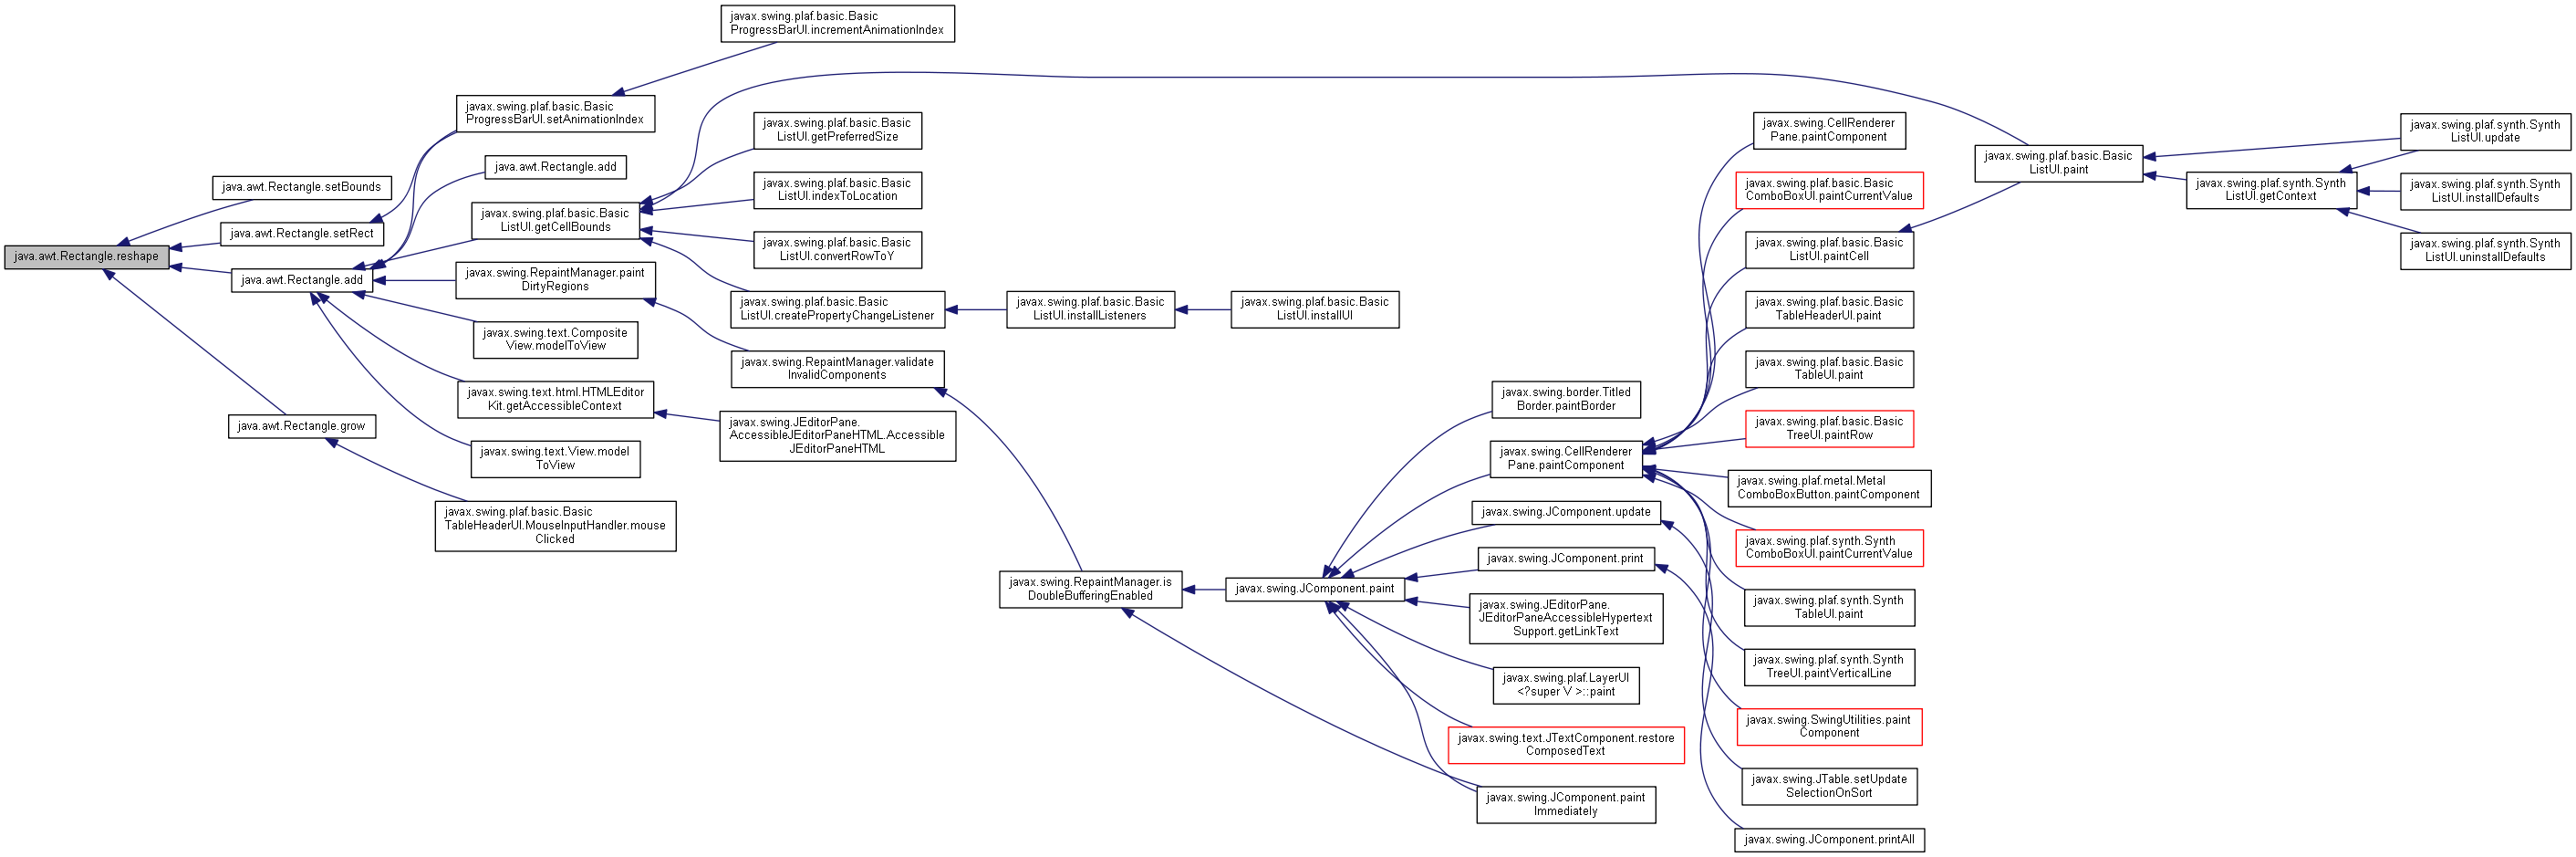 java.awt.Rectangle.reshape
java.awt.Rectangle.setBounds
java.awt.Rectangle.setRect
java.awt.Rectangle.add
java.awt.Rectangle.grow
javax.swing.plaf.basic.Basic
ProgressBarUI.setAnimationIndex
java.awt.Rectangle.add
javax.swing.plaf.basic.Basic
ListUI.getCellBounds
javax.swing.RepaintManager.paint
DirtyRegions
javax.swing.text.Composite
View.modelToView
javax.swing.text.html.HTMLEditor
Kit.getAccessibleContext
javax.swing.text.View.model
ToView
javax.swing.plaf.basic.Basic
TableHeaderUI.MouseInputHandler.mouse
Clicked
javax.swing.plaf.basic.Basic
ProgressBarUI.incrementAnimationIndex
javax.swing.plaf.basic.Basic
ListUI.getPreferredSize
javax.swing.plaf.basic.Basic
ListUI.indexToLocation
javax.swing.plaf.basic.Basic
ListUI.convertRowToY
javax.swing.plaf.basic.Basic
ListUI.createPropertyChangeListener
javax.swing.RepaintManager.validate
InvalidComponents
javax.swing.JEditorPane.
AccessibleJEditorPaneHTML.Accessible
JEditorPaneHTML
javax.swing.plaf.basic.Basic
ListUI.installListeners
javax.swing.RepaintManager.is
DoubleBufferingEnabled
javax.swing.plaf.basic.Basic
ListUI.installUI
javax.swing.JComponent.paint
javax.swing.border.Titled
Border.paintBorder
javax.swing.CellRenderer
Pane.paintComponent
javax.swing.JComponent.update
javax.swing.JComponent.print
javax.swing.JEditorPane.
JEditorPaneAccessibleHypertext
Support.getLinkText
javax.swing.plaf.LayerUI
<?super V >::paint
javax.swing.text.JTextComponent.restore
ComposedText
javax.swing.JComponent.paint
Immediately
javax.swing.CellRenderer
Pane.paintComponent
javax.swing.plaf.basic.Basic
ComboBoxUI.paintCurrentValue
javax.swing.plaf.basic.Basic
ListUI.paintCell
javax.swing.plaf.basic.Basic
TableHeaderUI.paint
javax.swing.plaf.basic.Basic
TableUI.paint
javax.swing.plaf.basic.Basic
TreeUI.paintRow
javax.swing.plaf.metal.Metal
ComboBoxButton.paintComponent
javax.swing.plaf.synth.Synth
ComboBoxUI.paintCurrentValue
javax.swing.plaf.synth.Synth
TableUI.paint
javax.swing.plaf.synth.Synth
TreeUI.paintVerticalLine
javax.swing.SwingUtilities.paint
Component
javax.swing.JTable.setUpdate
SelectionOnSort
javax.swing.JComponent.printAll
javax.swing.plaf.basic.Basic
ListUI.paint
javax.swing.plaf.synth.Synth
ListUI.getContext
javax.swing.plaf.synth.Synth
ListUI.update
javax.swing.plaf.synth.Synth
ListUI.installDefaults
javax.swing.plaf.synth.Synth
ListUI.uninstallDefaults